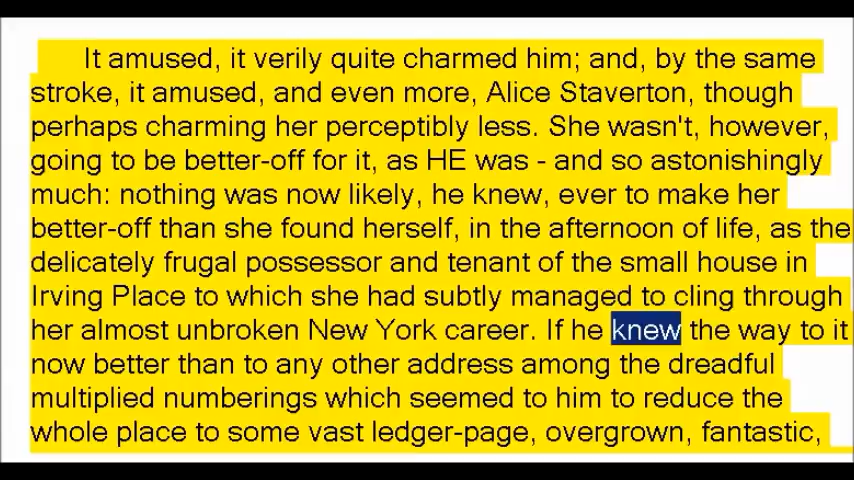 It amused, it verily quite charmed him; and, by the same
stroke, it amused, and even more, Alice Staverton, though
perhaps charming her perceptibly less. She wasn't, however,
going to be better-off for it, as HE was - and so astonishingly
much: nothing was now likely, he knew, ever to make her
better-off than she found herself, in the afternoon of life, as the
delicately frugal possessor and tenant of the small house in
Irving Place to which she had subtly managed to cling through
her almost unbroken New York career. If he knew the way to it
now better than to any other address among the dreadful
multiplied numberings which seemed to him to reduce the
whole place to some vast ledger-page, overgrown, fantastic,